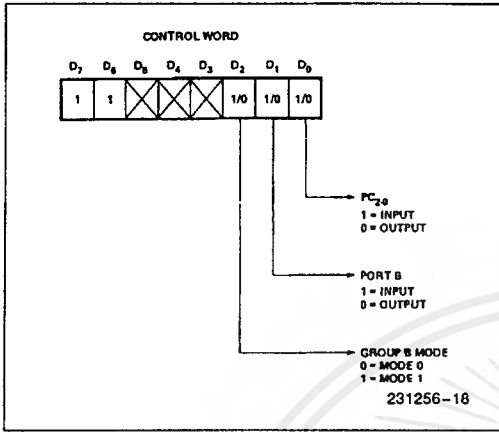 CONTROL WORD
D7 D6 D5 D4 D3 D2 D1 D0
1 1 1/0 1/0 1/0
PC2-0
1 = INPUT
0 = OUTPUT
PORT B
1 = INPUT
0 = OUTPUT
GROUP B MODE
0 = MODE 0
1 = MODE 1
231256-18